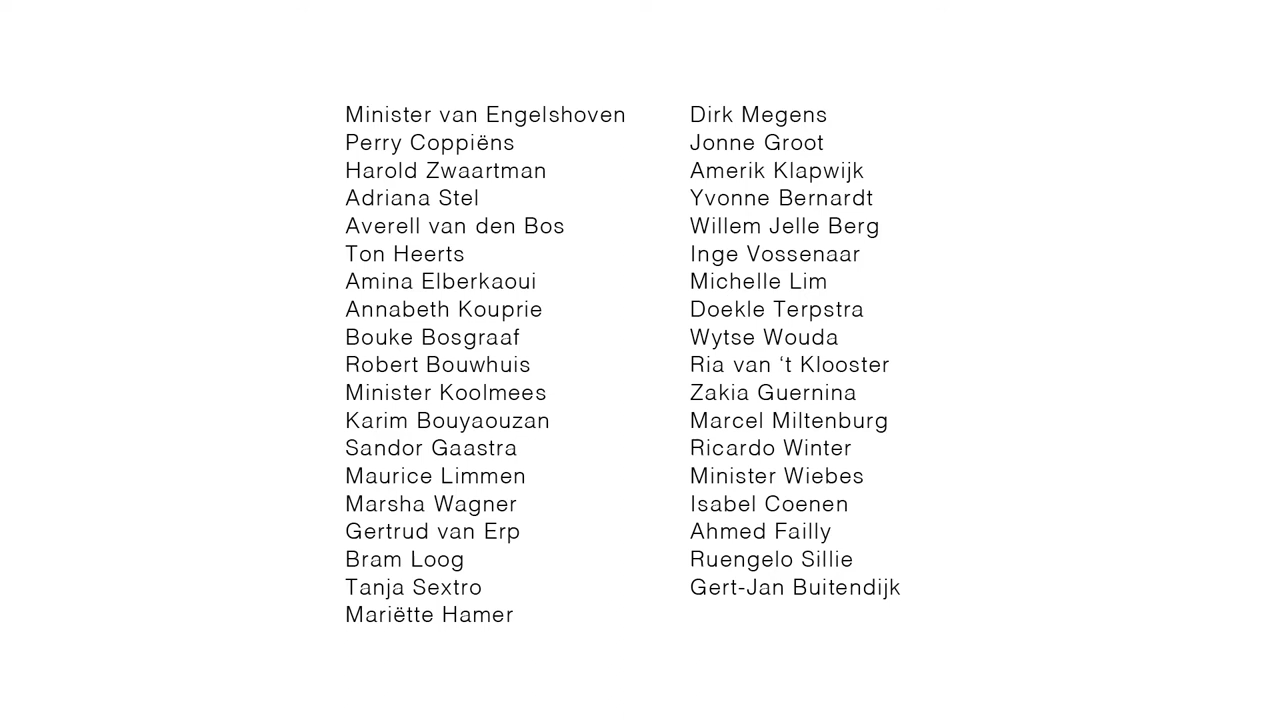 Minister van Engelshoven
Perry Coppiëns
Harold Zwaartman
Adriana Stel
Averell van den Bos
Ton Heerts
Amina Elberkaoui
Annabeth Kouprie
Bouke Bosgraaf
Robert Bouwhuis
Minister Koolmees
Karim Bouyaouzan
Sandor Gaastra
Maurice Limmen
Marsha Wagner
Gertrud van Erp
Bram Loog
Tanja Sextro
Mariëtte Hamer
Dirk Megens
Jonne Groot
Amerik Klapwijk
Yvonne Bernardt
Willem Jelle Berg
Inge Vossenaar
Michelle Lim
Doekle Terpstra
Wytse Wouda
Ria van ‘t Klooster
Zakia Guernina
Marcel Miltenburg
Ricardo Winter
Minister Wiebes
Isabel Coenen
Ahmed Failly
Ruengelo Sillie
Gert-Jan Buitendijk